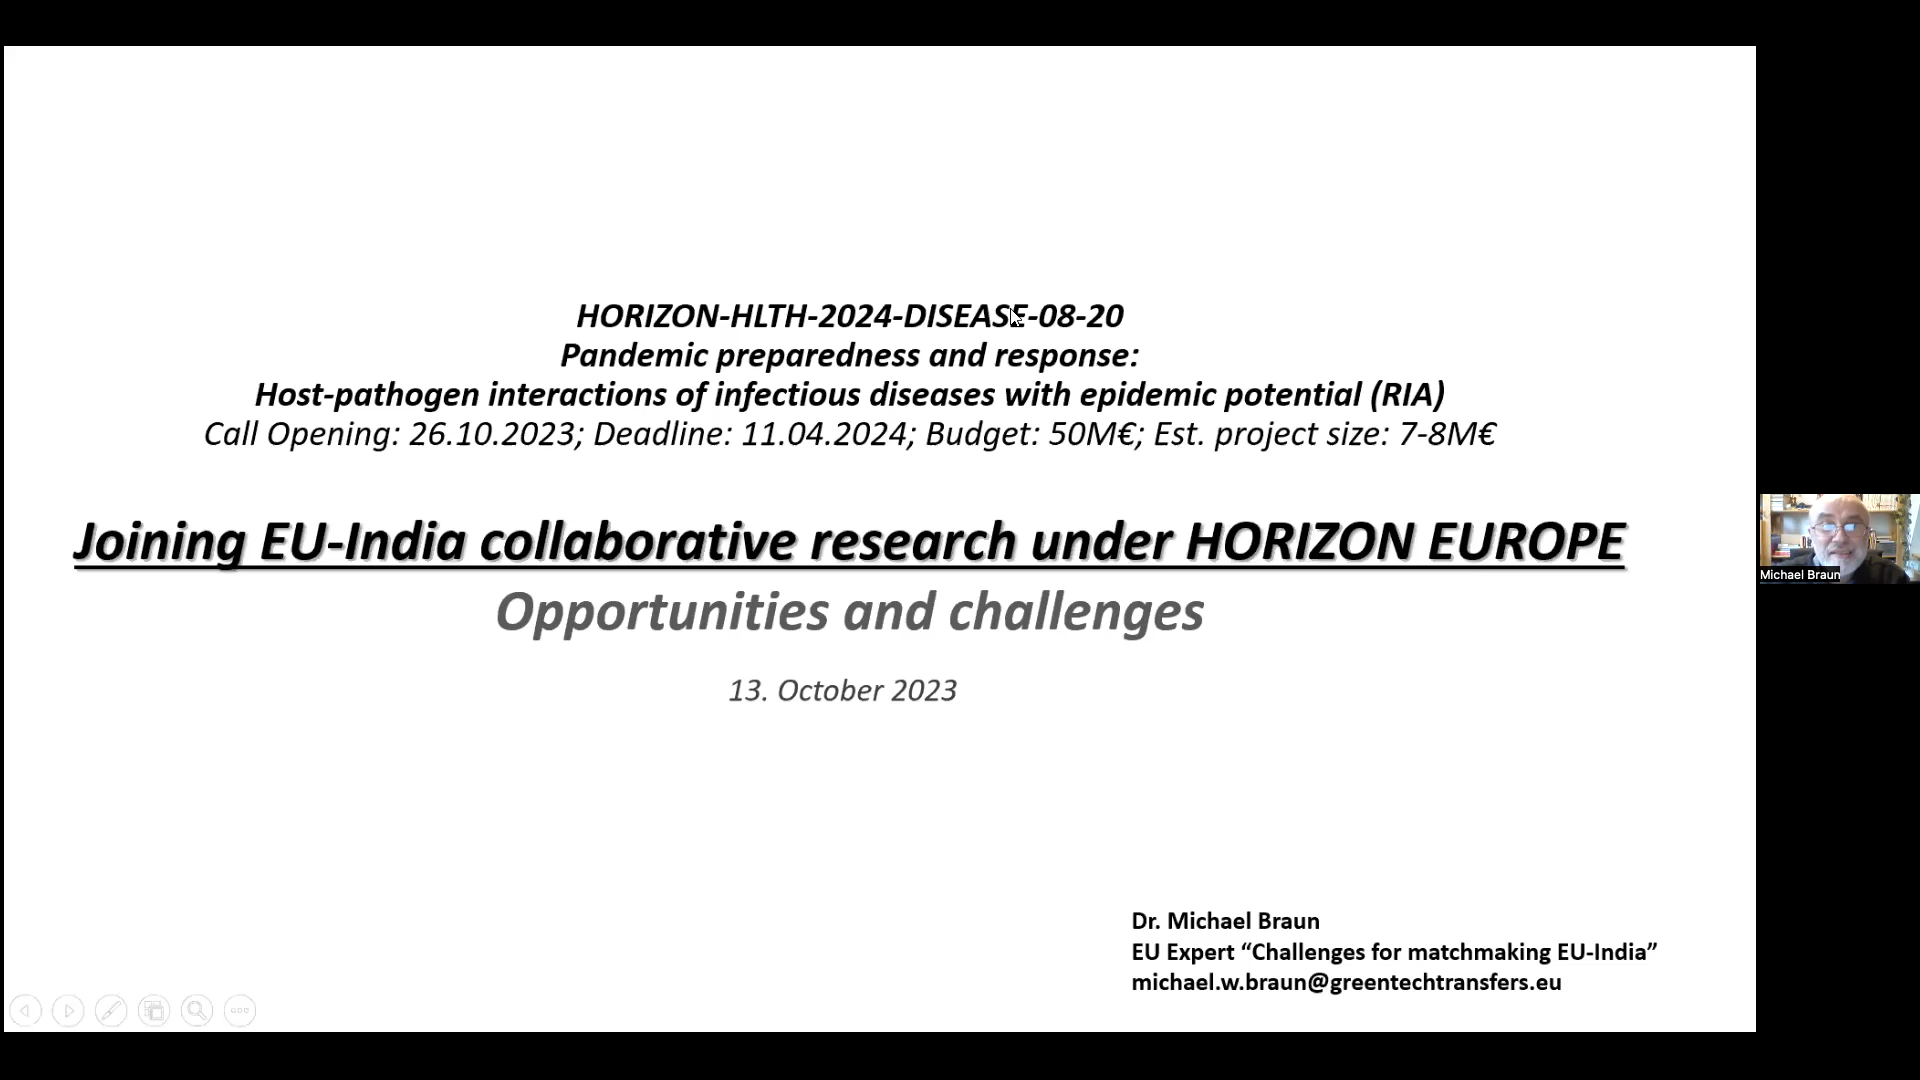 HORIZON-HLTH-2024-DISEASE-08-20
Pandemic preparedness and response:
Host-pathogen interactions of infectious diseases with epidemic potential (RIA)
Call Opening: 26.10.2023; Deadline: 11.04.2024; Budget: 50M€; Est. project size: 7-8M€
Joining EU-India collaborative research under HORIZON EUROPE
Opportunities and challenges
13. October 2023
Michael Braun
Dr. Michael Braun
EU Expert “Challenges for matchmaking EU-India”
michael.w.braun@greentechtransfers.eu